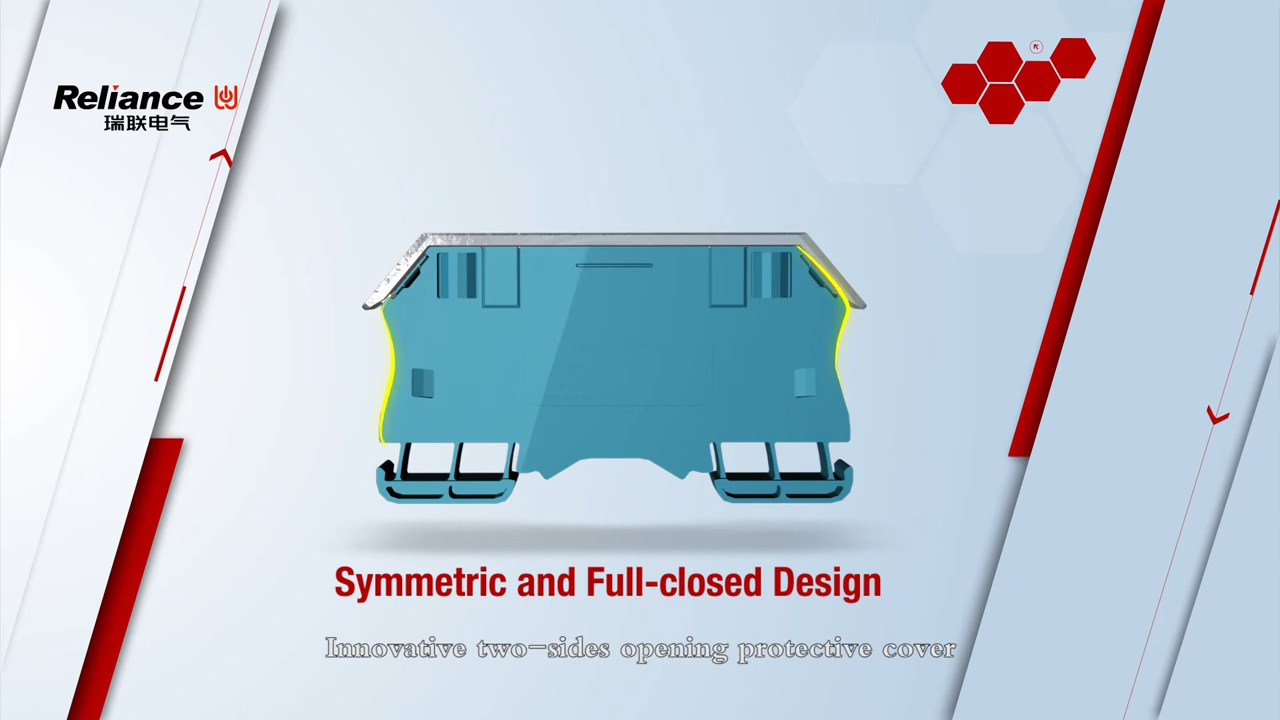 Reliance
瑞联电气
Symmetric and Full-closed Design
Innovative two-sides opening protective cover